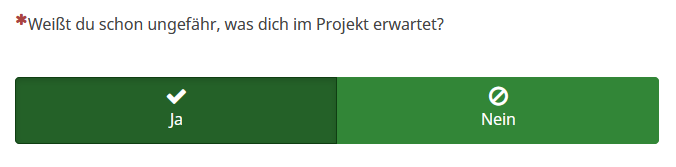 *Weißt du schon ungefähr, was dich im Projekt erwartet?
Ja
Nein